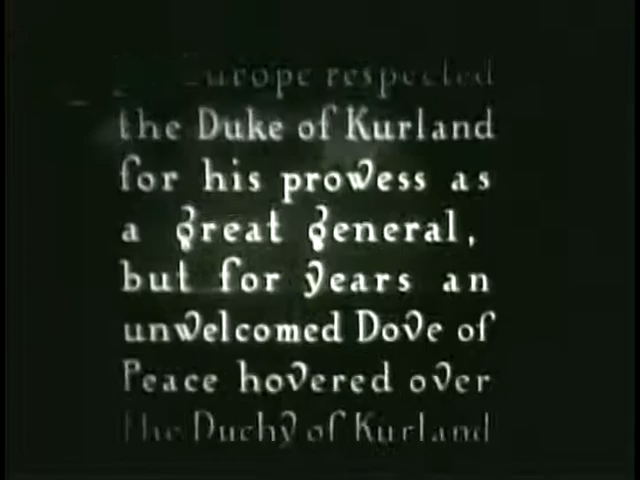 Europe respected
the Duke of Kurland
for his prowess as
a great general,
but for years an
unwelcomed Dove of
Peace hovered over
the Duchy of Kurland